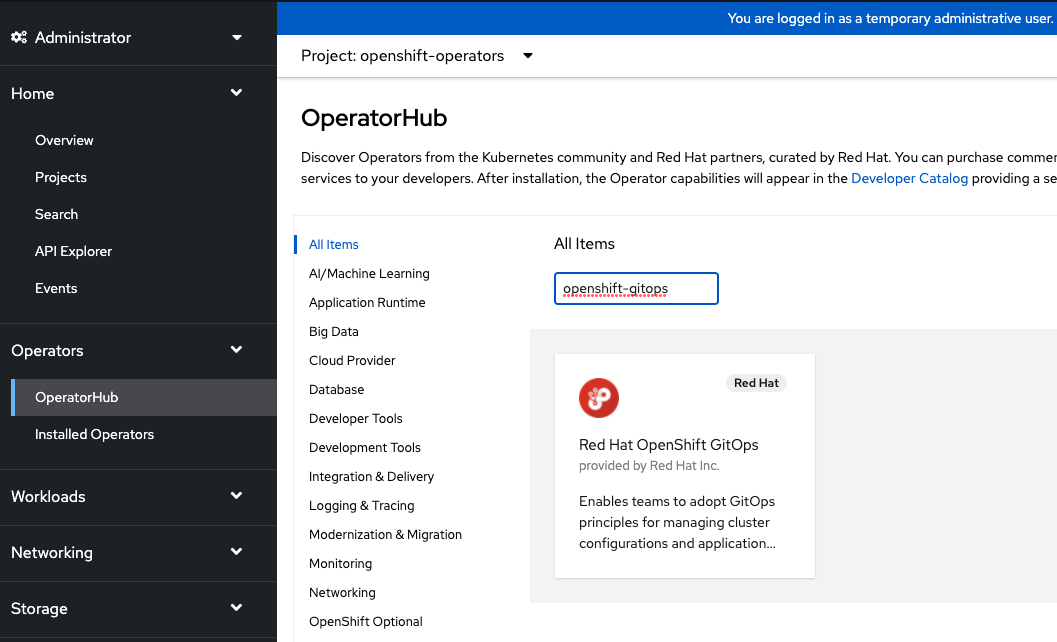 Administrator
Home
Overview
Projects
Search
API Explorer
Events
Operators
OperatorHub
Installed Operators
Workloads
Networking
Storage
You are logged in as a temporary administrative user.
Project: openshift-operators
OperatorHub
Discover Operators from the Kubernetes community and Red Hat partners, curated by Red Hat. You can purchase commer
services to your developers. After installation, the Operator capabilities will appear in the Developer Catalog providing a se
All Items
AI/Machine Learning
Application Runtime
Big Data
Cloud Provider
Database
Developer Tools
Development Tools
Integration & Delivery
Logging & Tracing
Modernization & Migration
Monitoring
Networking
OpenShift Optional
All Items
openshift-gitops
Red Hat
Red Hat OpenShift GitOps
provided by Red Hat Inc.
Enables teams to adopt GitOps
principles for managing cluster
configurations and application...